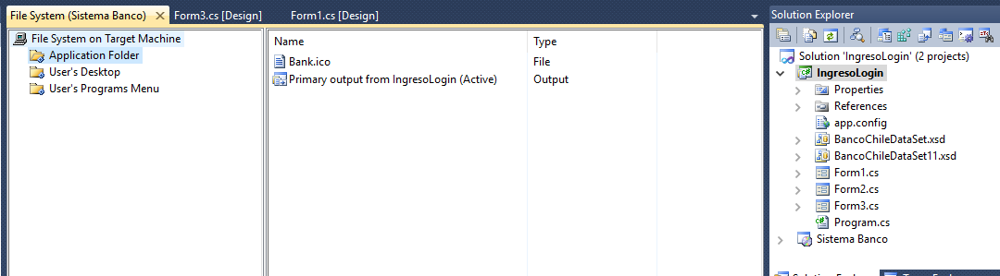 File System (Sistema Banco)
Form3.cs [Design]
Form1.cs [Design]
File System on Target Machine
Application Folder
User's Desktop
User's Programs Menu
Name
Type
Bank.ico
File
Primary output from IngresoLogin (Active)
Output
Solution Explorer
Solution 'IngresoLogin' (2 projects)
IngresoLogin
Properties
References
app.config
BancoChileDataSet.xsd
BancoChileDataSet11.xsd
Form1.cs
Form2.cs
Form3.cs
Program.cs
Sistema Banco